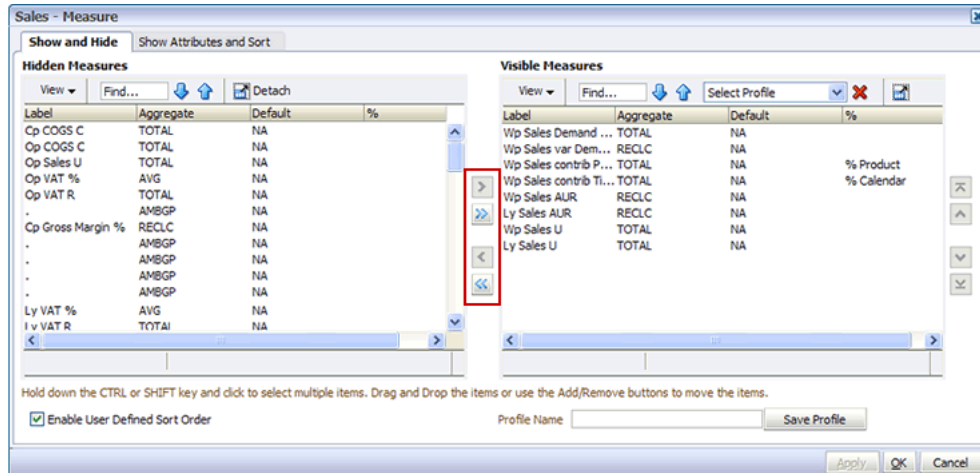 Sales - Measure
Show and Hide Show Attributes and Sort
Hidden Measures
View Find... Detach
Label Aggregate Default %
Cp COGS C TOTAL NA
Op COGS C TOTAL NA
Op Sales U TOTAL NA
Op VAT % AVG NA
Op VAT R TOTAL NA
. AMBGP NA
Cp Gross Margin % RECLC NA
. AMBGP NA
. AMBGP NA
. AMBGP NA
. AMBGP NA
Ly VAT % AVG NA
Ly VAT R TOTAL NA
> 
>>
<
<<
Visible Measures
View Find... Select Profile
Label Aggregate Default %
Wp Sales Demand ... TOTAL NA
Wp Sales var Dem... RECLC NA
Wp Sales contrib P... TOTAL NA % Product
Wp Sales contrib Ti... TOTAL NA % Calendar
Wp Sales AUR RECLC NA
Ly Sales AUR RECLC NA
Wp Sales U TOTAL NA
Ly Sales U TOTAL NA
Hold down the CTRL or SHIFT key and click to select multiple items. Drag and Drop the items or use the Add/Remove buttons to move the items.
Enable User Defined Sort Order Profile Name Save Profile
Apply OK Cancel